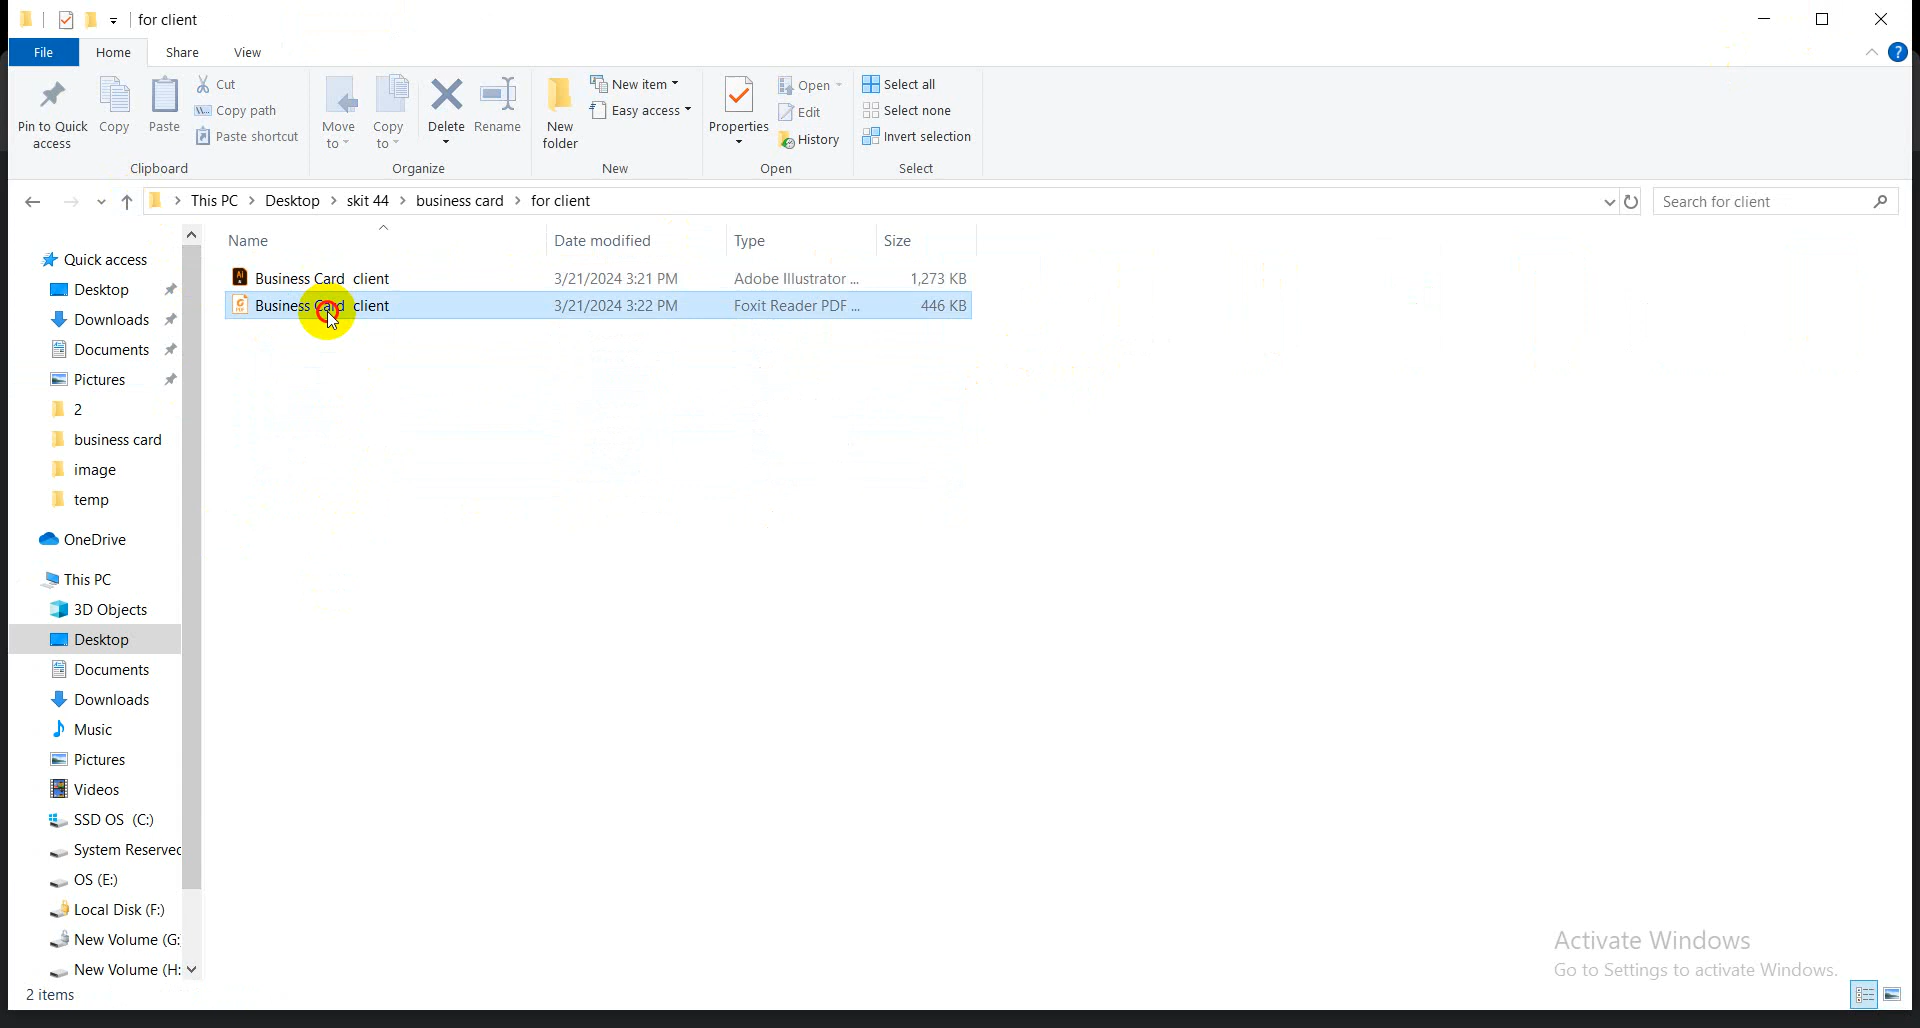 for client
File Home Share View
Pin to Quick access
Copy
Paste
Cut
Copy path
Paste shortcut
Clipboard
Move to
Copy to
Delete
Rename
Organize
New folder
New item
Easy access
New
Properties
Open
Edit
History
Open
Select all
Select none
Invert selection
Select
This PC > Desktop > skit 44 > business card > for client
Search for client
Name Date modified Type Size
Business Card client 3/21/2024 3:21 PM Adobe Illustrator ... 1,273 KB
Business Card client 3/21/2024 3:22 PM Foxit Reader PDF ... 446 KB
Quick access
Desktop
Downloads
Documents
Pictures
2
business card
image
temp
OneDrive
This PC
3D Objects
Desktop
Documents
Downloads
Music
Pictures
Videos
SSD OS (C:)
System Reserved
OS (E:)
Local Disk (F:)
New Volume (G:
New Volume (H:
Activate Windows
Go to Settings to activate Windows.
2 items